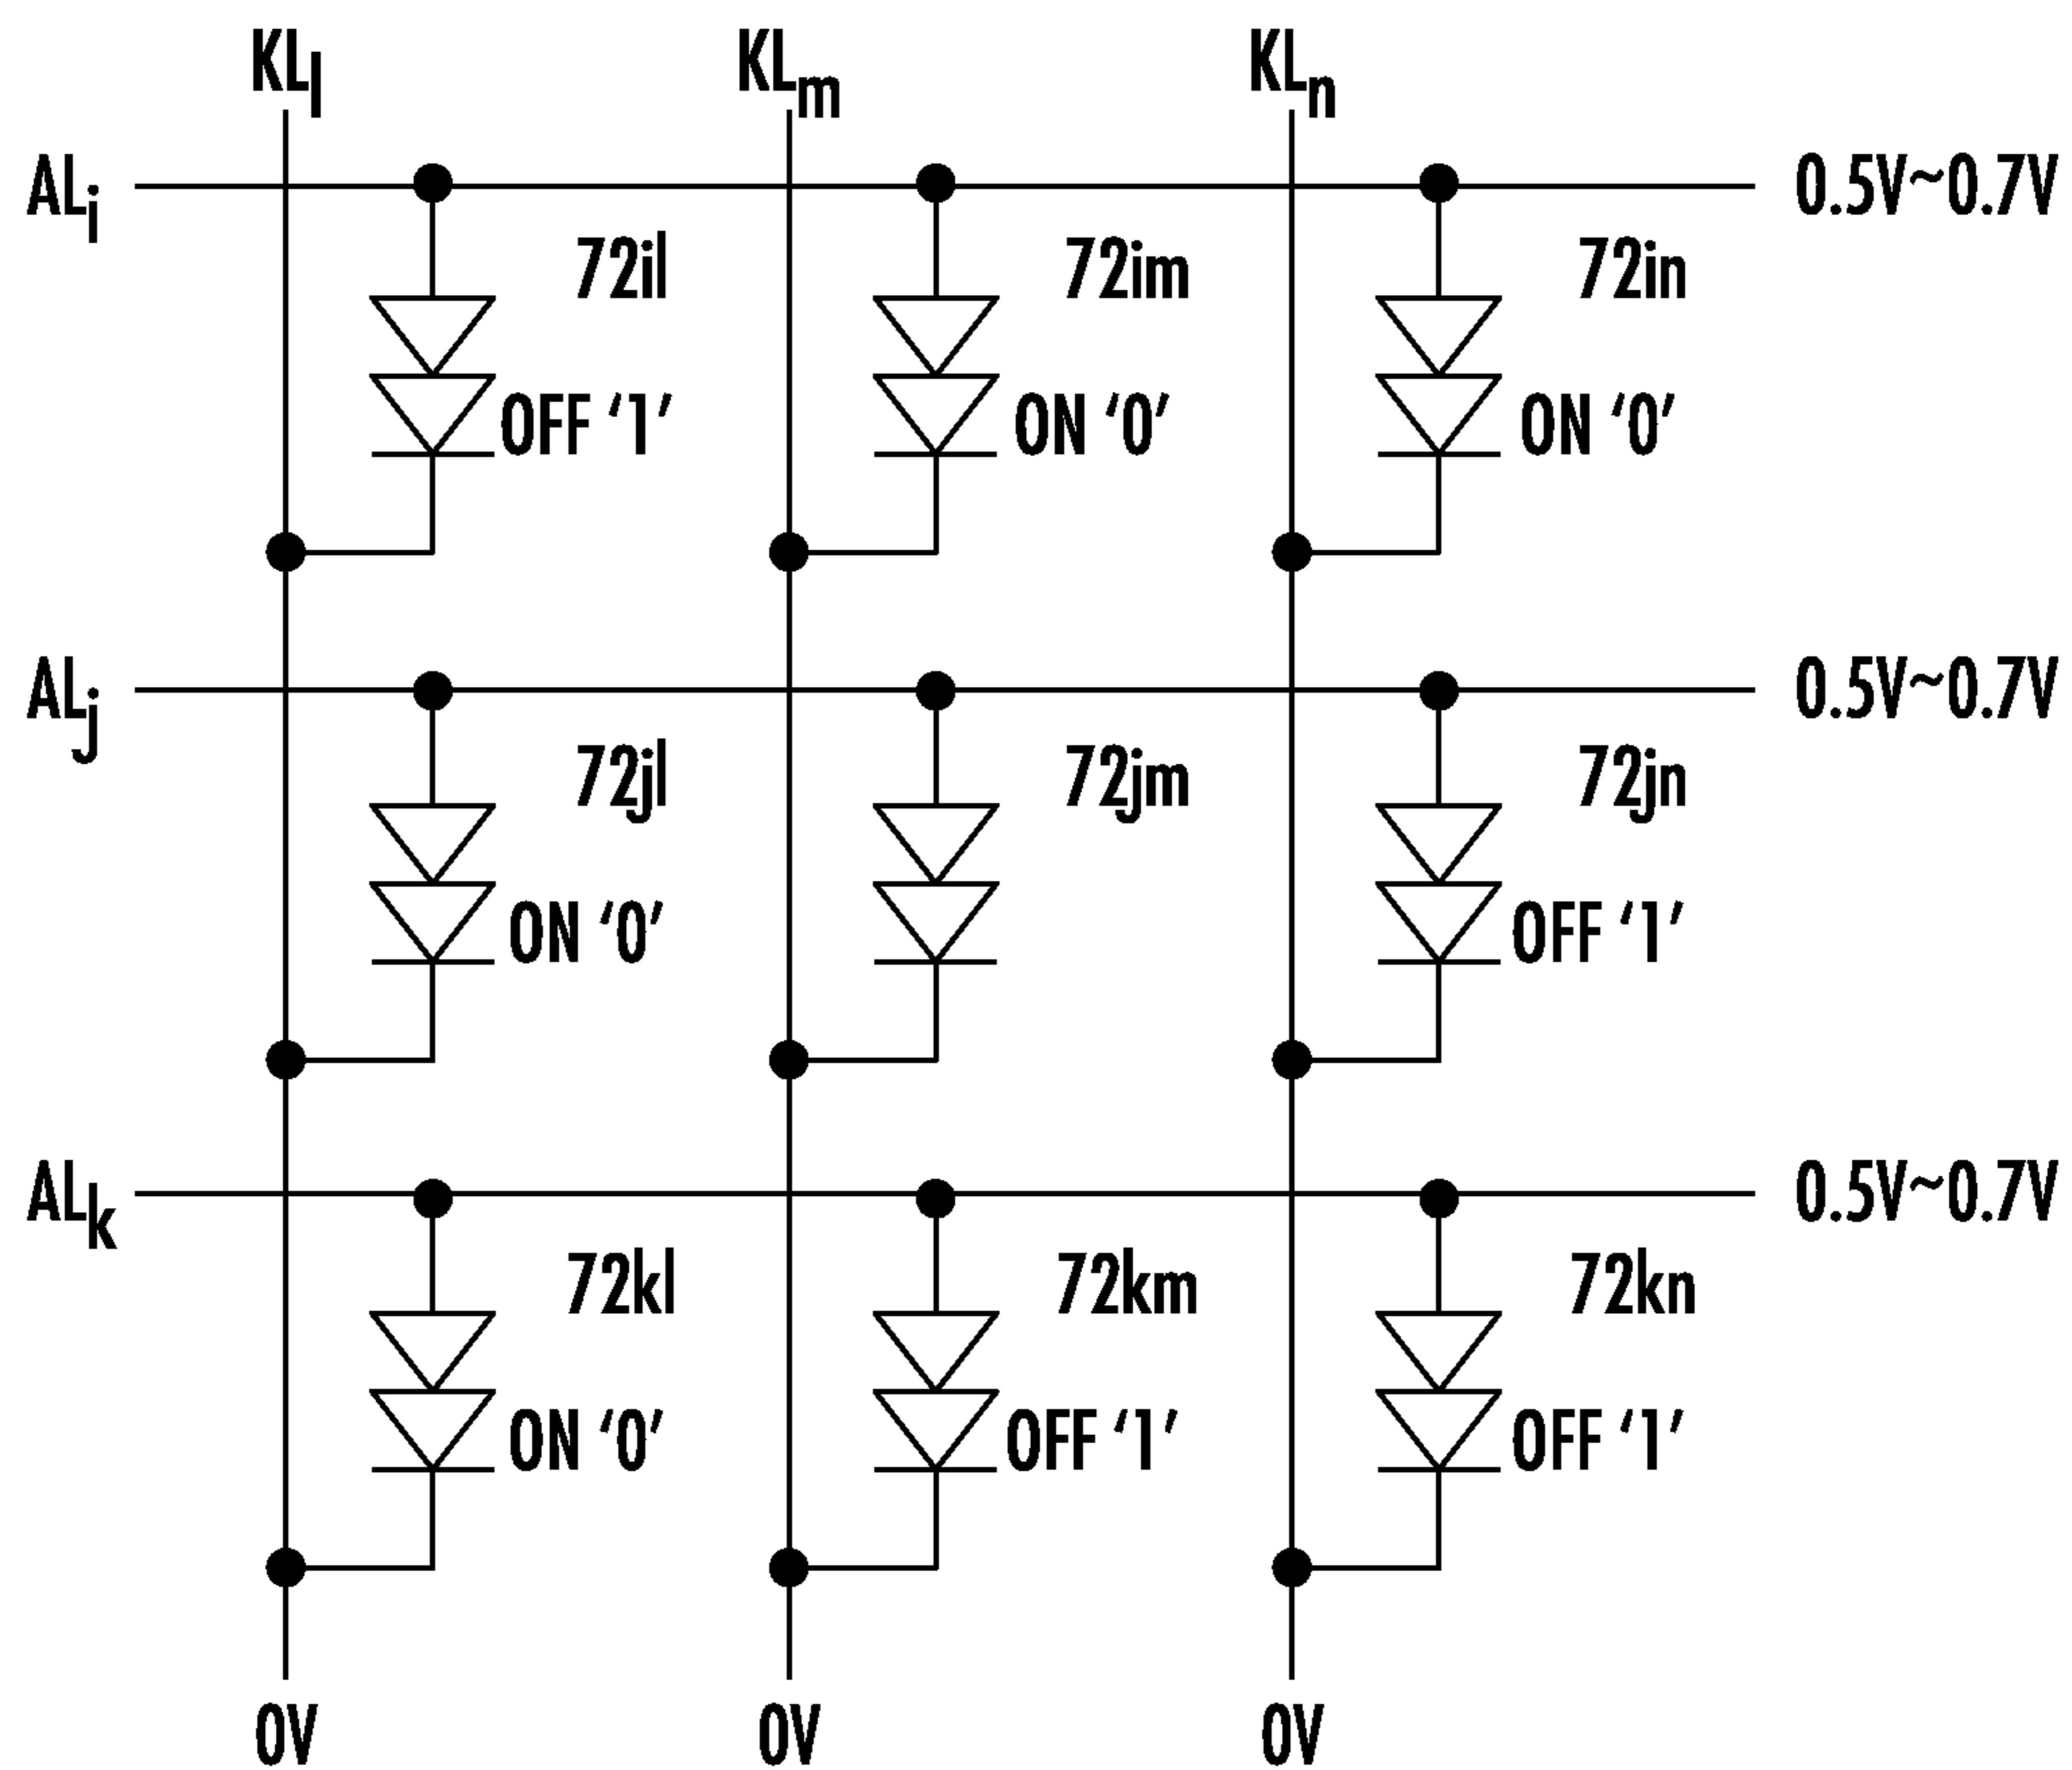 KLl KLm KLn
ALi 0.5V~0.7V
72il 72im 72in
OFF ‘1’ ON ‘0’ ON ‘0’
ALj 0.5V~0.7V
72jl 72jm 72jn
ON ‘0’ OFF ‘1’
ALk 0.5V~0.7V
72kl 72km 72kn
ON ‘0’ OFF ‘1’ OFF ‘1’
0V 0V 0V